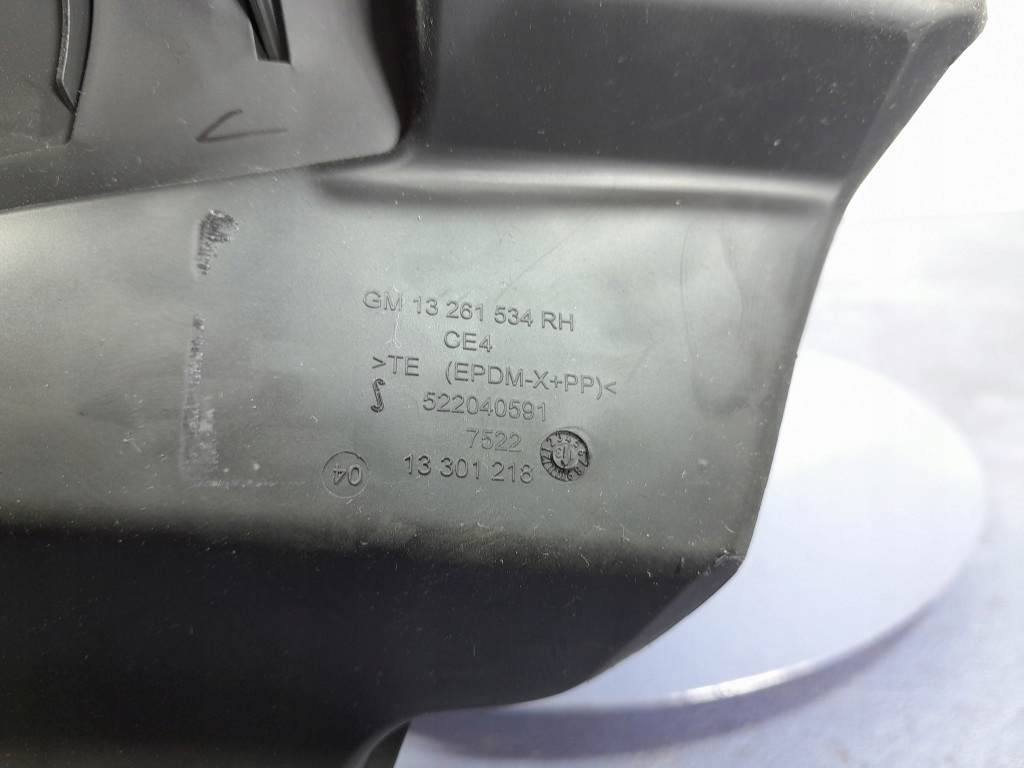 GM 13 261 534 RH
CE4
>TE (EPDM-X+PP)<
522040591
7522
13 301 218
04